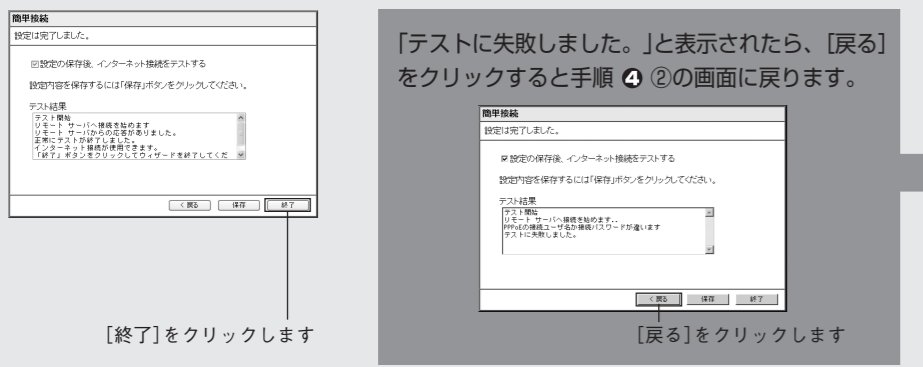 簡単接続
設定は完了しました。
設定の保存後、インターネット接続をテストする
設定内容を保存するには「保存」ボタンをクリックしてください。
テスト結果
テスト開始
リモート サーバへ接続を始めます
リモート サーバからの応答がありました。
正常にテストが終了しました。
インターネット接続が使用できます。
「終了」ボタンをクリックしてウィザードを終了してくだ
< 戻る 保存 終了
[終了]をクリックします
「テストに失敗しました。」と表示されたら、[戻る]
をクリックすると手順 ❹ ②の画面に戻ります。
簡単接続
設定は完了しました。
設定の保存後、インターネット接続をテストする
設定内容を保存するには「保存」ボタンをクリックしてください。
テスト結果
テスト開始
リモート サーバへ接続を始めます..
PPPoEの接続ユーザ名か接続パスワードが違います
テストに失敗しました。
< 戻る 保存 終了
[戻る]をクリックします